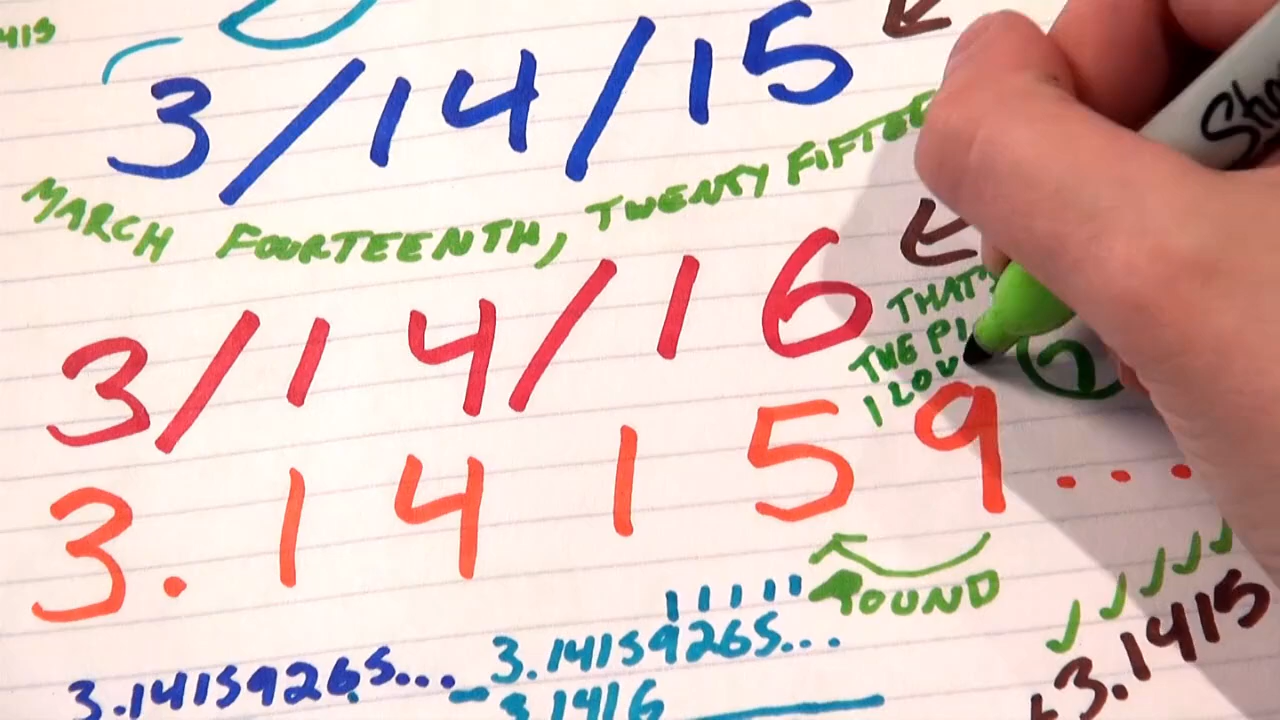 3/14/15
MARCH FOURTEENTH, TWENTY
3/14/16
THAT'S
THE PI
I LOV
3.14159...
ROUND
3.14159265...
3.14159265...
-3.1416
+3.1415